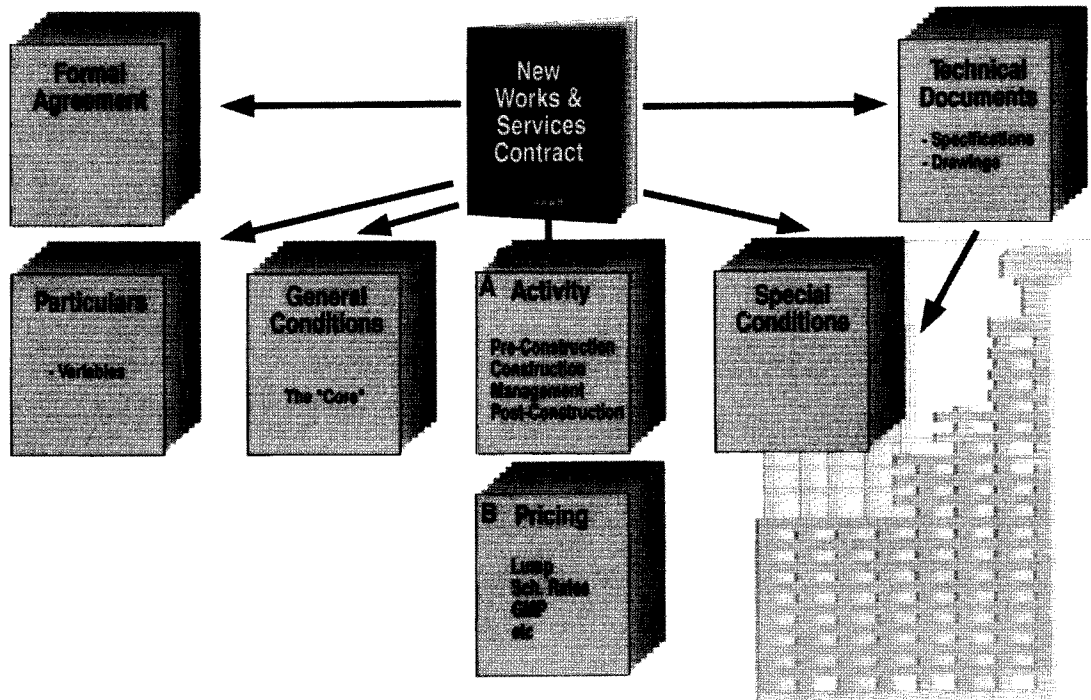 Formal
Agreement
New
Works &
Services
Contract
Technical
Documents
- Specifications
- Drawings
Particulars
- Variables
General
Conditions
The "Core"
A Activity
Pre-Construction
Construction
Management
Post-Construction
Special
Conditions
B Pricing
Lump
Sch. Rates
GMP
etc